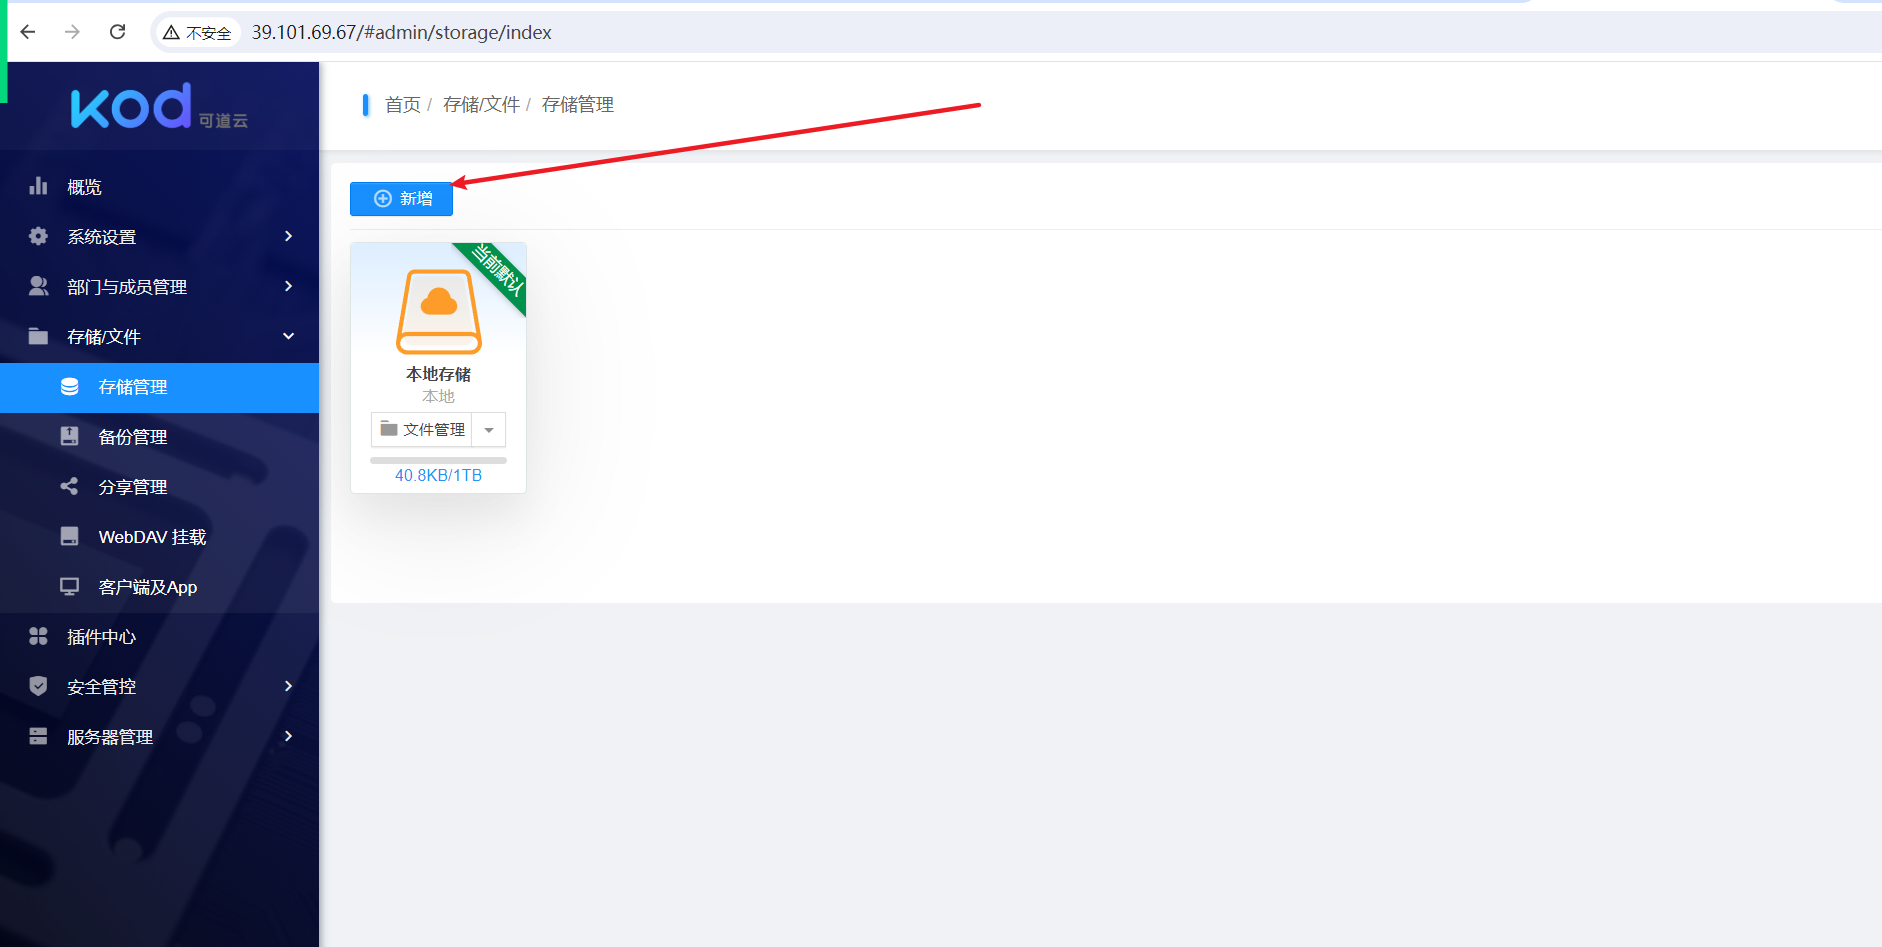 不安全 39.101.69.67/#admin/storage/index
kod 可道云
首页 / 存储/文件 / 存储管理
概览
系统设置
部门与成员管理
存储/文件
存储管理
备份管理
分享管理
WebDAV 挂载
客户端及App
插件中心
安全管控
服务器管理
新增
当前默认
本地存储
本地
文件管理
40.8KB/1TB